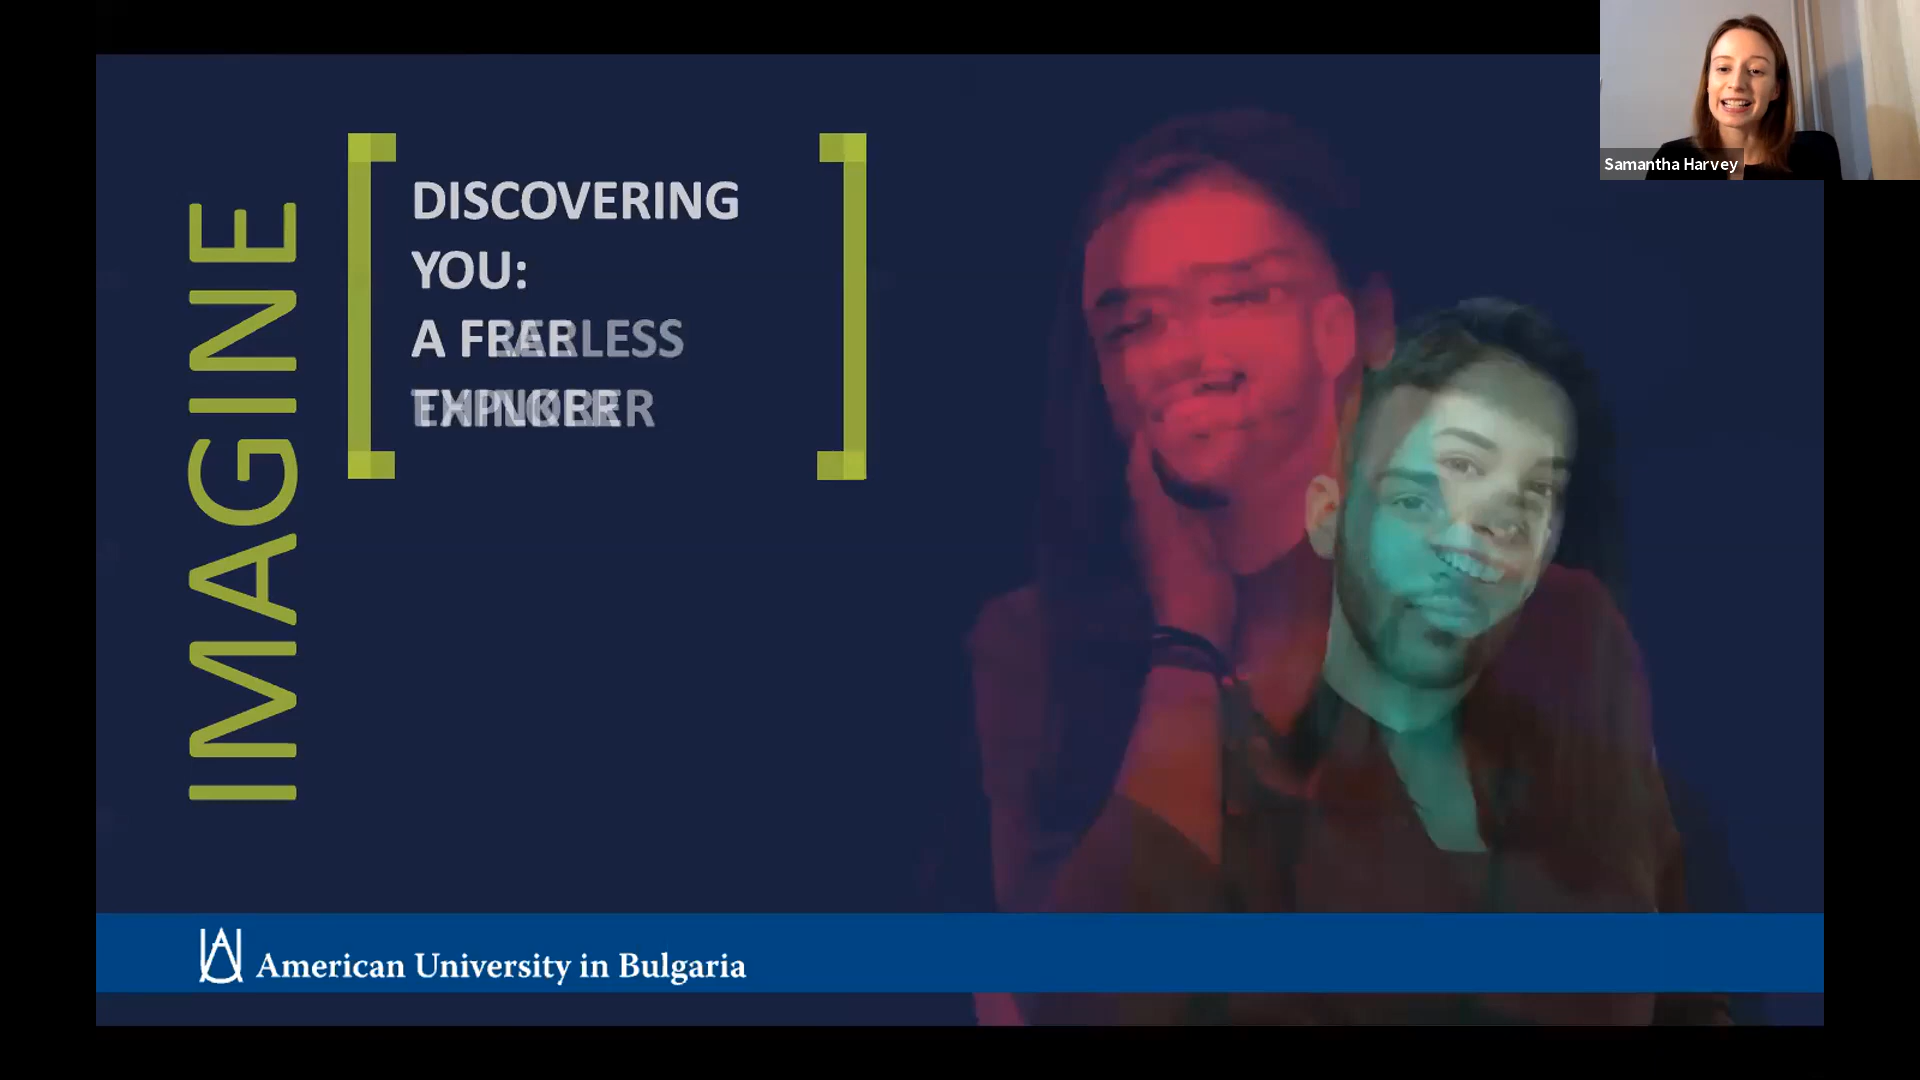 Samantha Harvey
IMAGINE
DISCOVERING
YOU:
A
American University in Bulgaria